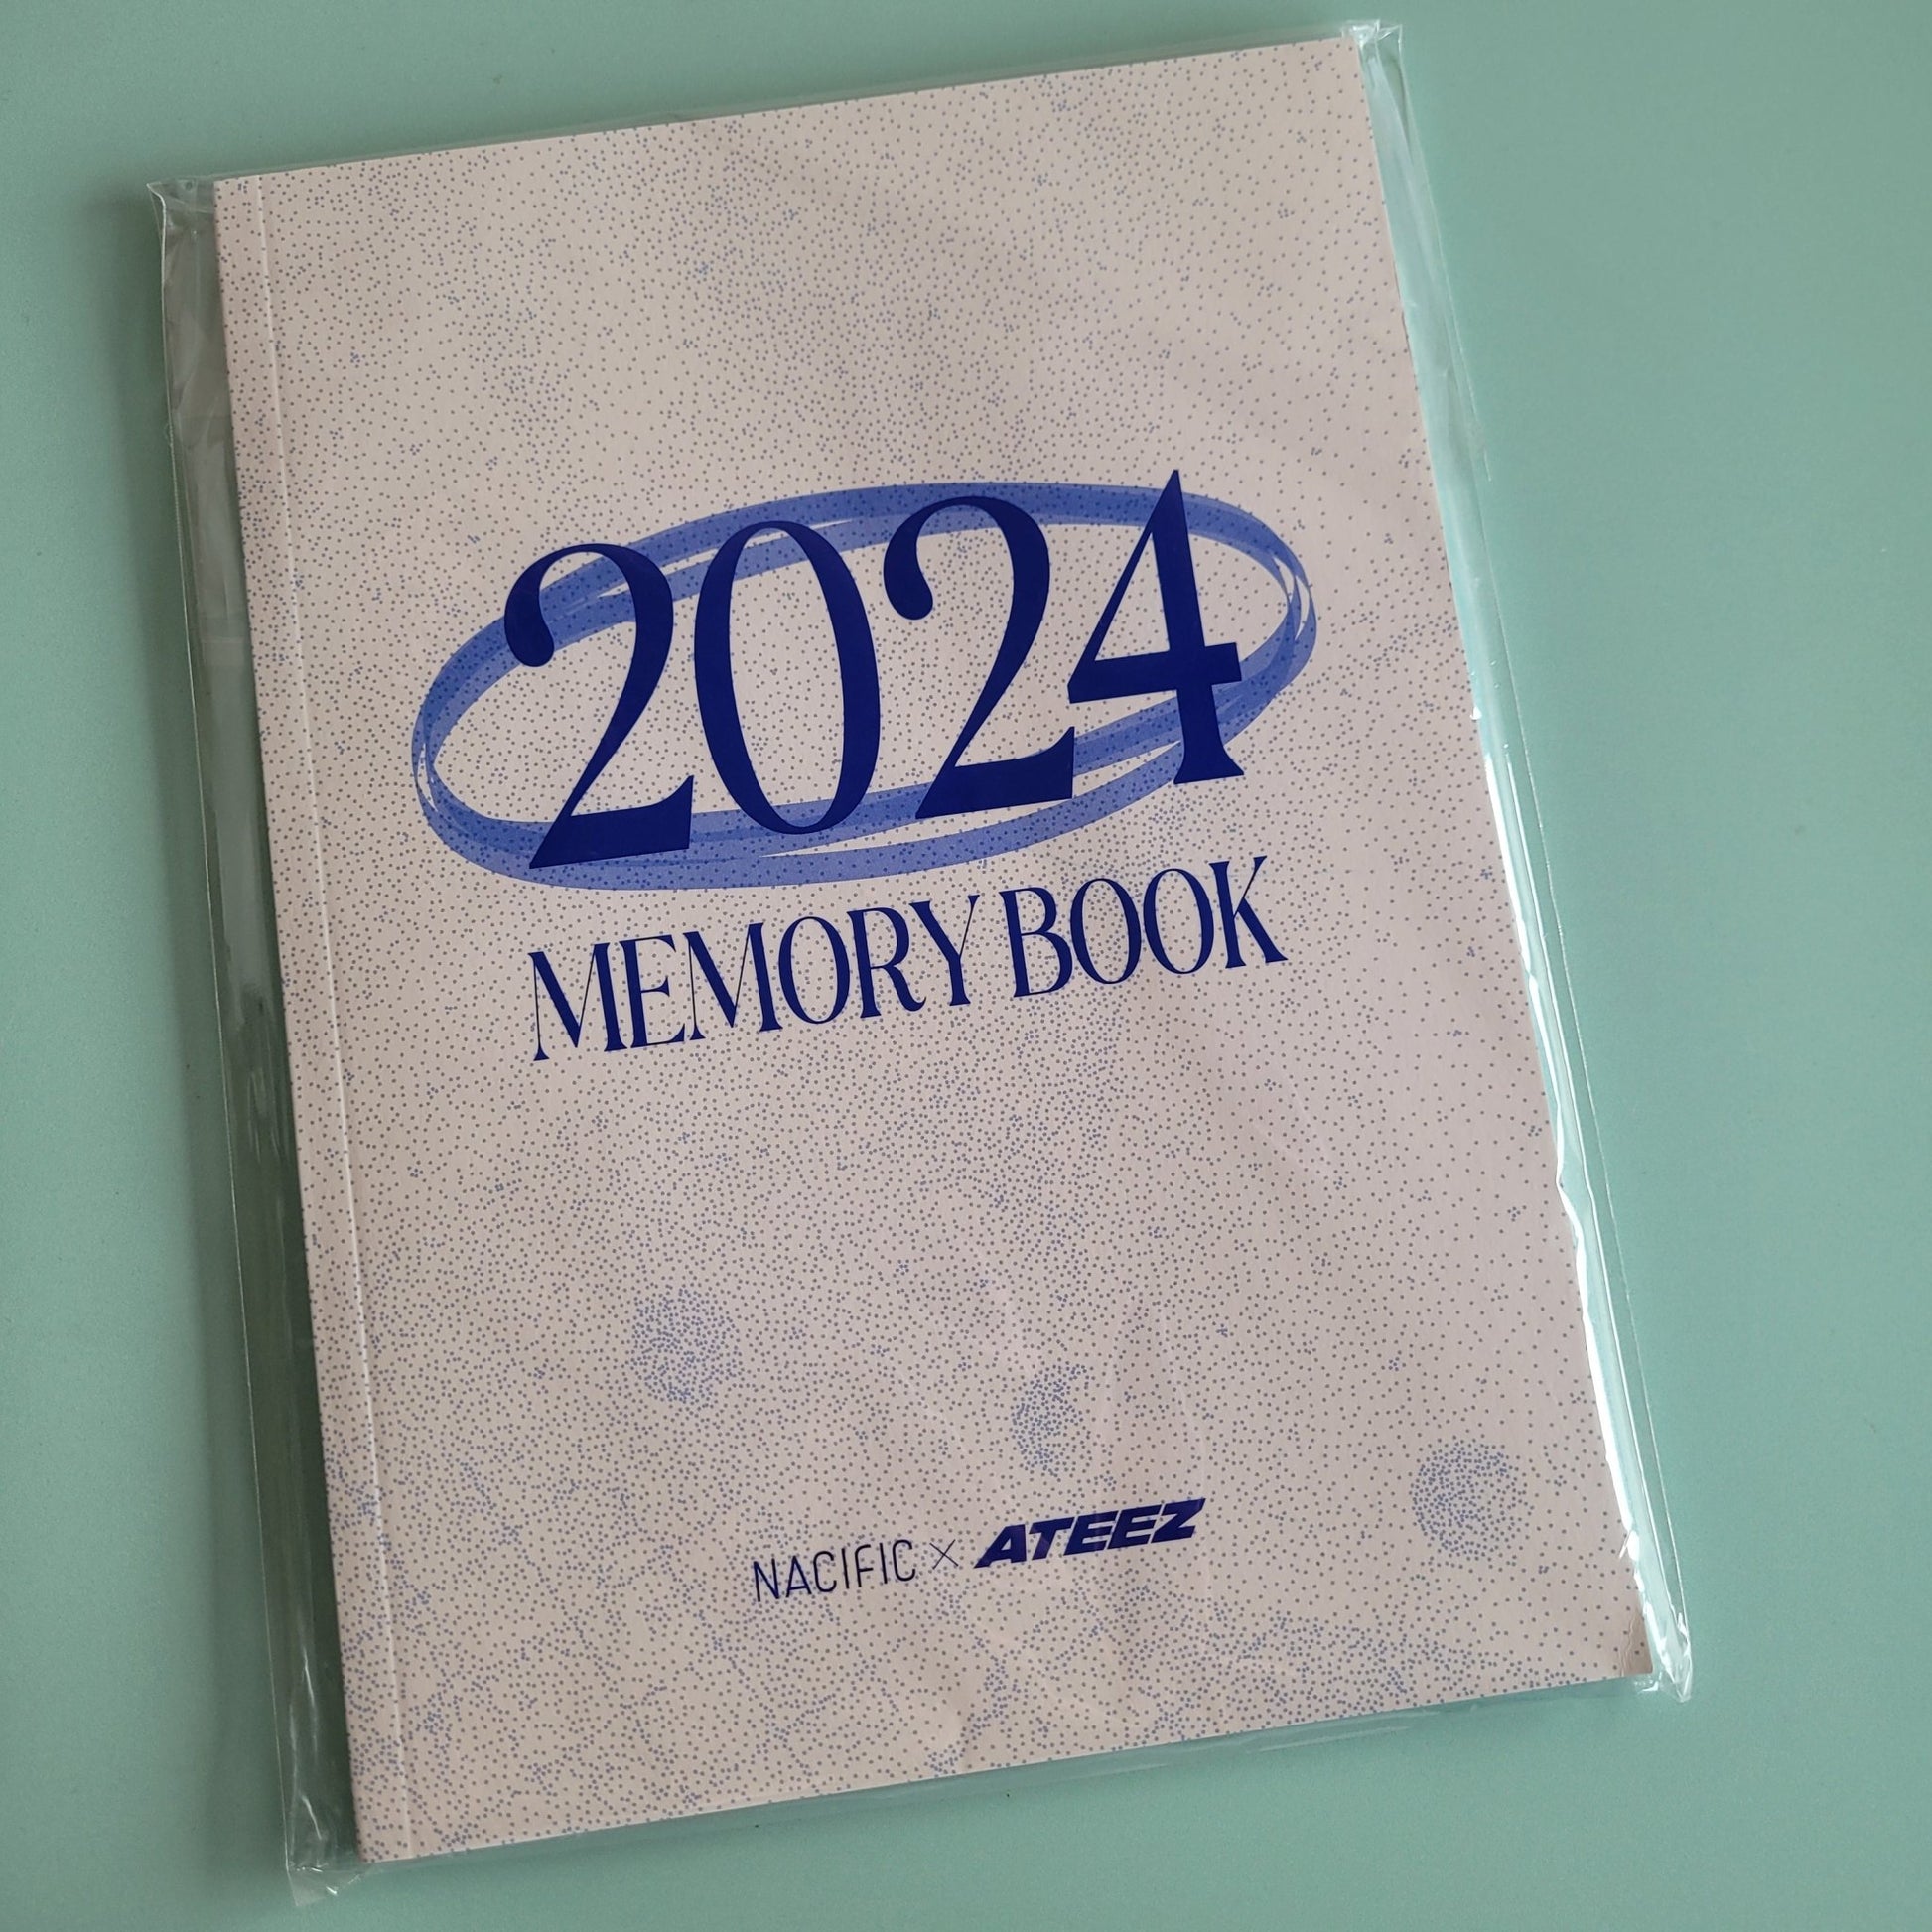 2024
MEMORY BOOK
NACIFIC × ATEEZ